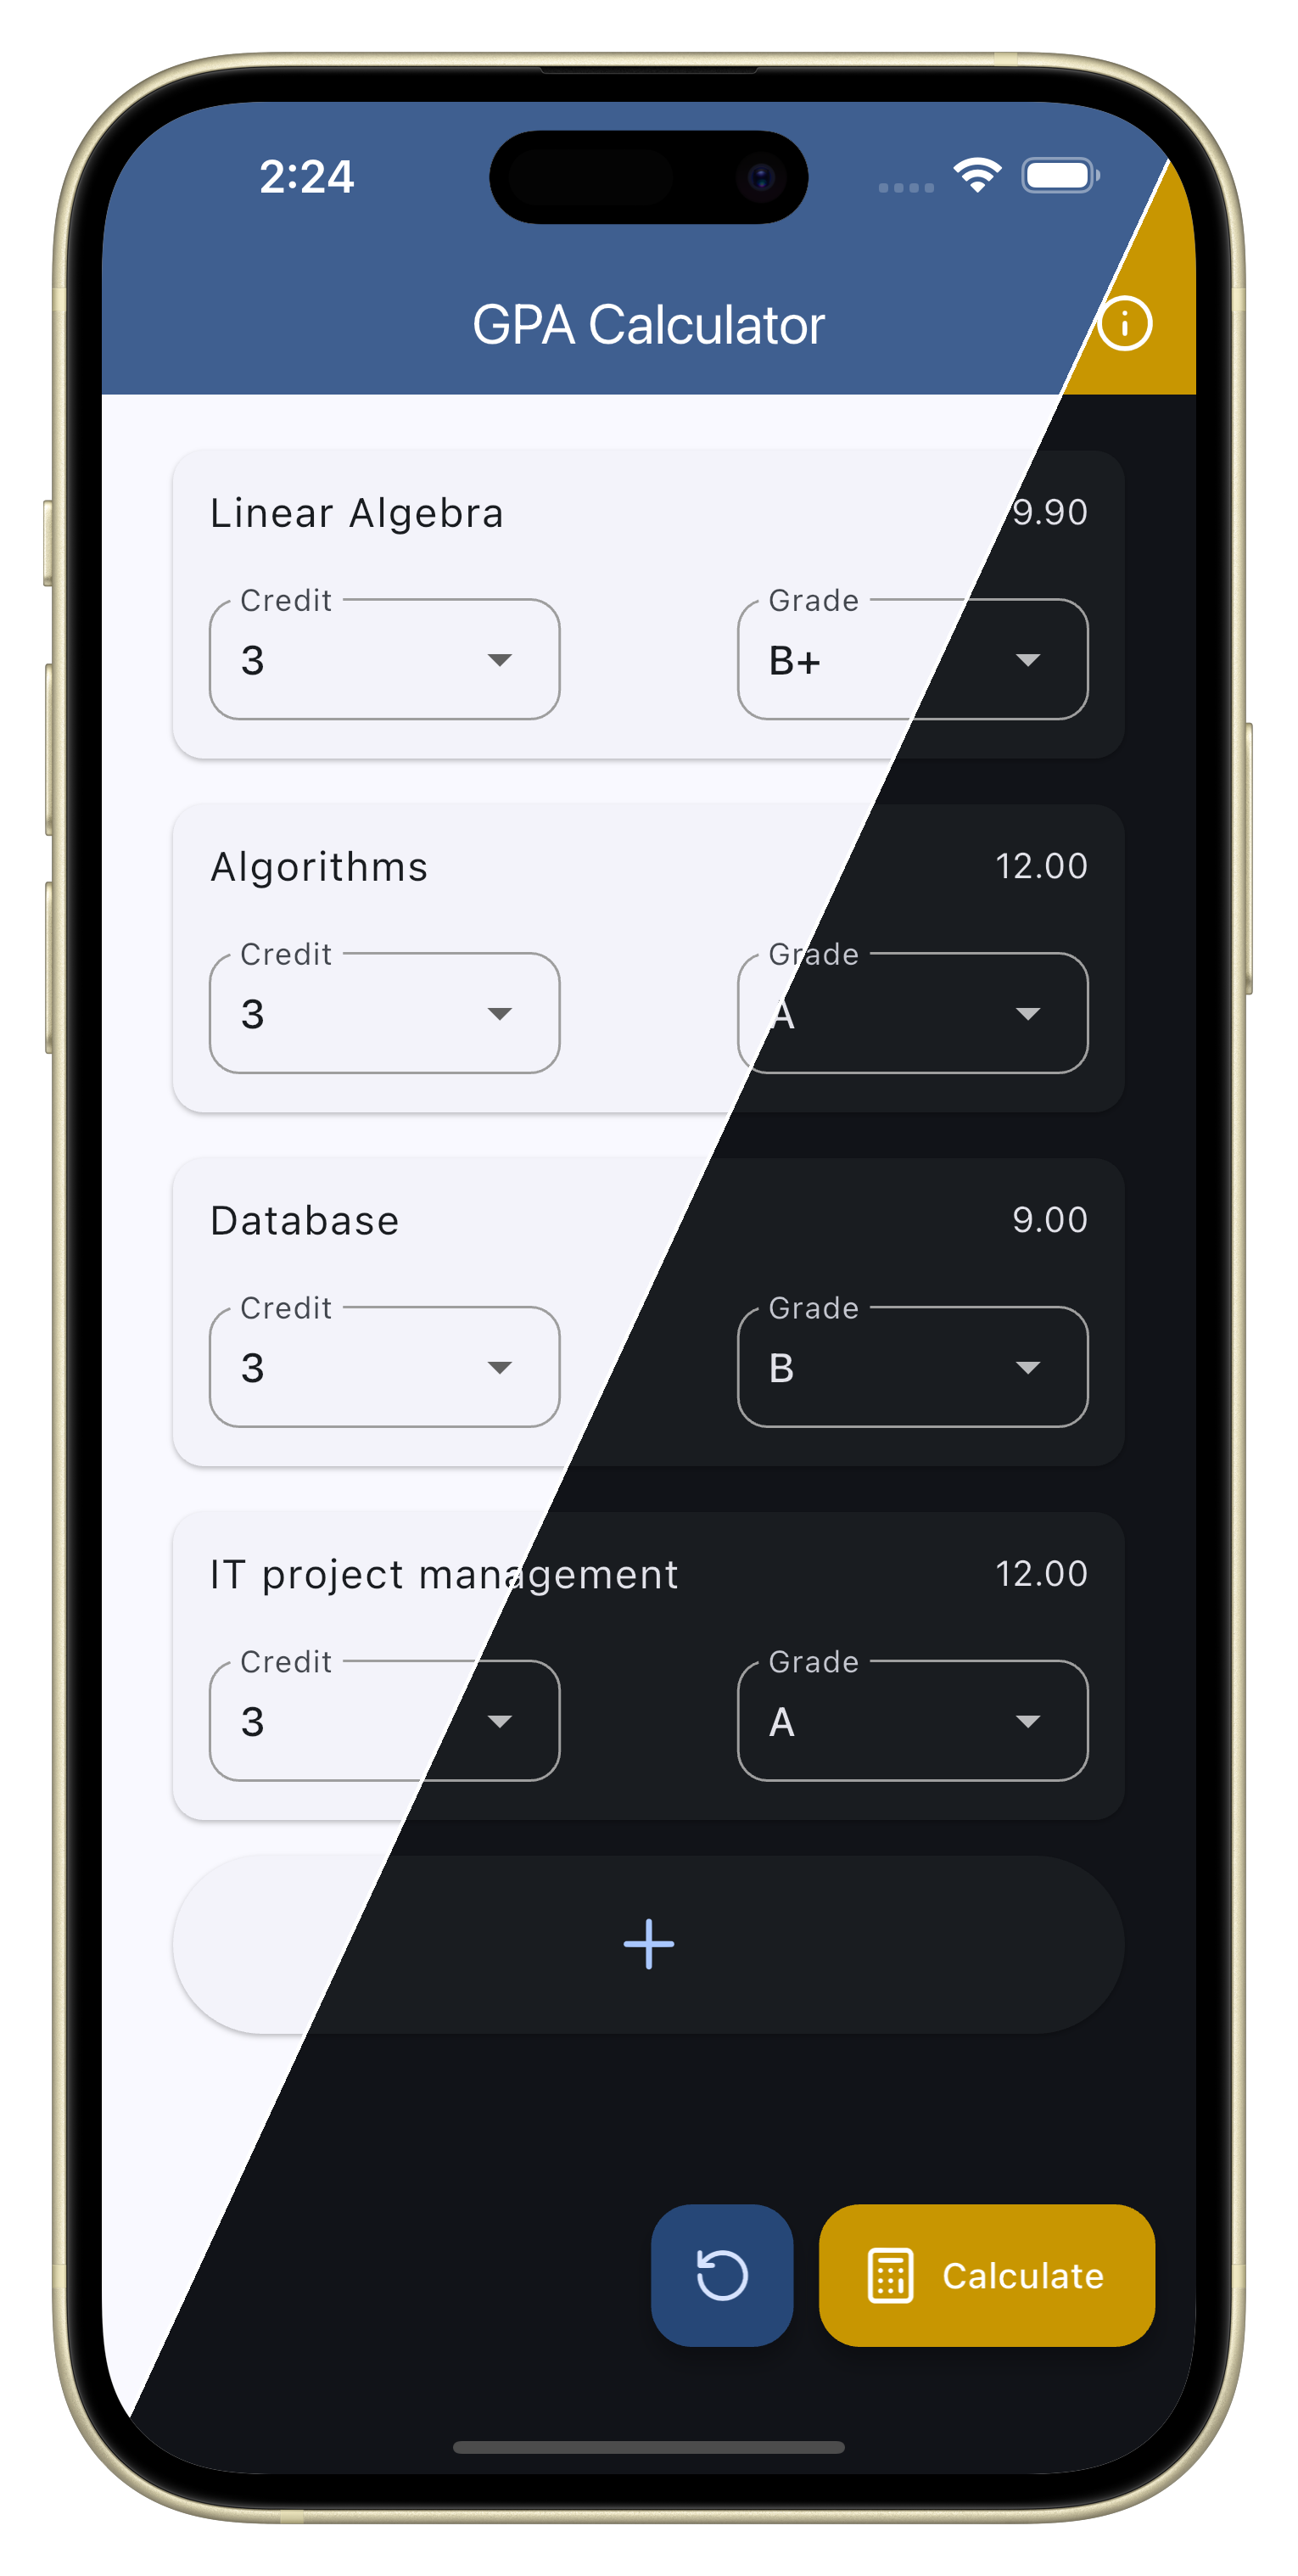 2:24
GPA Calculator
Linear Algebra 9.90
Credit Grade
3 B+
Algorithms 12.00
Credit Grade
3 A
Database 9.00
Credit Grade
3 B
IT project management 12.00
Credit Grade
3 A
Calculate